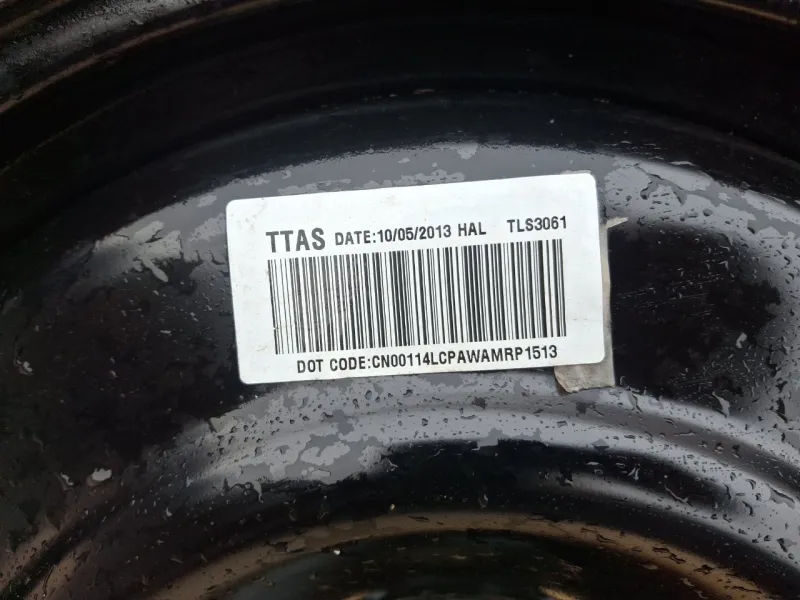 TTAS DATE:10/05/2013 HAL TLS3061
DOT CODE:CN00114LCPAWAMRP1513